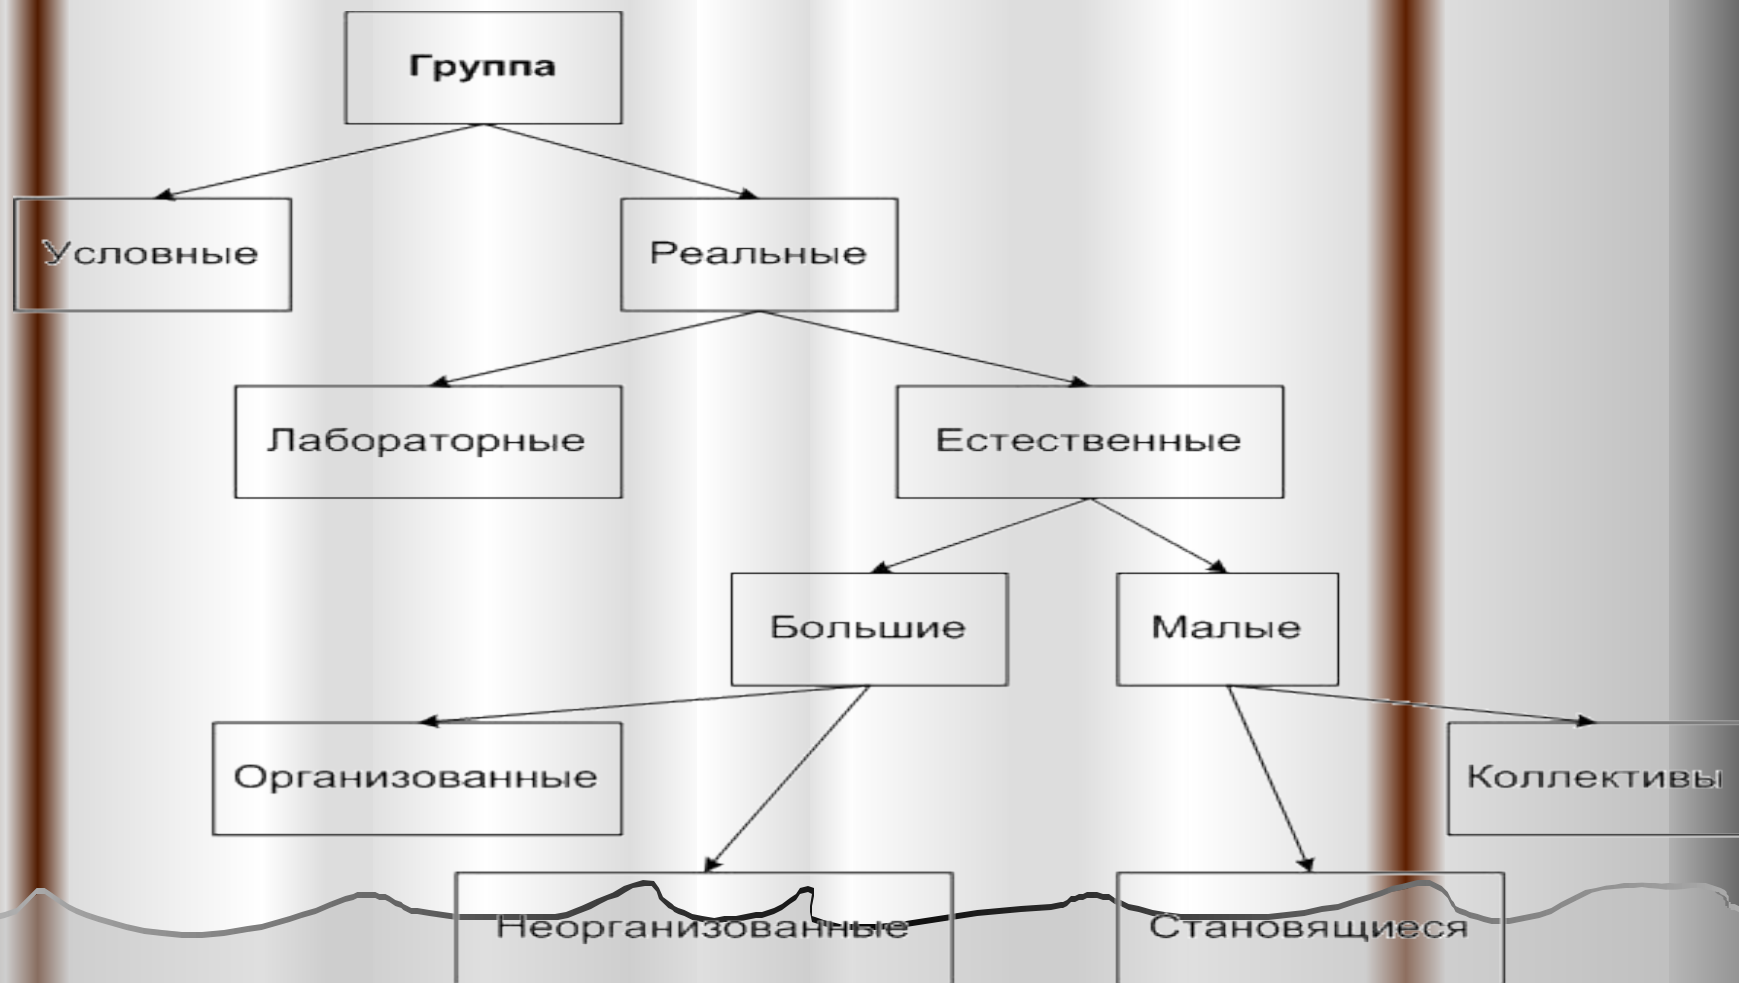 Группа
Условные
Реальные
Лабораторные
Естественные
Большие
Малые
Организованные
Коллективы
Неорганизованные
Становящиеся